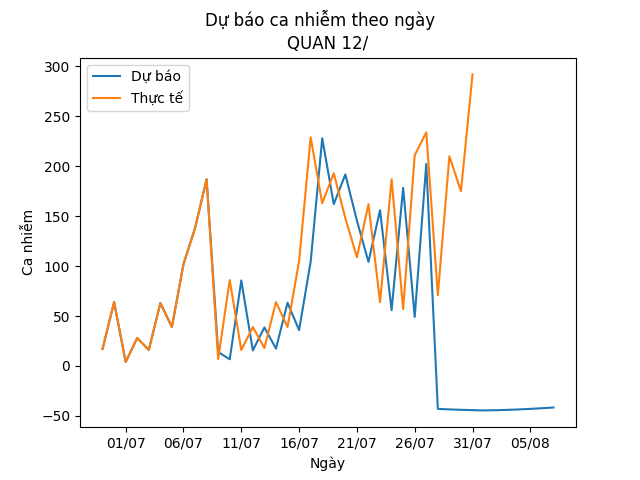 Dự báo ca nhiễm theo ngày
QUAN 12/
Dự báo
Thực tế
Ca nhiễm
300
250
200
150
100
50
0
−50
01/07 06/07 11/07 16/07 21/07 26/07 31/07 05/08
Ngày